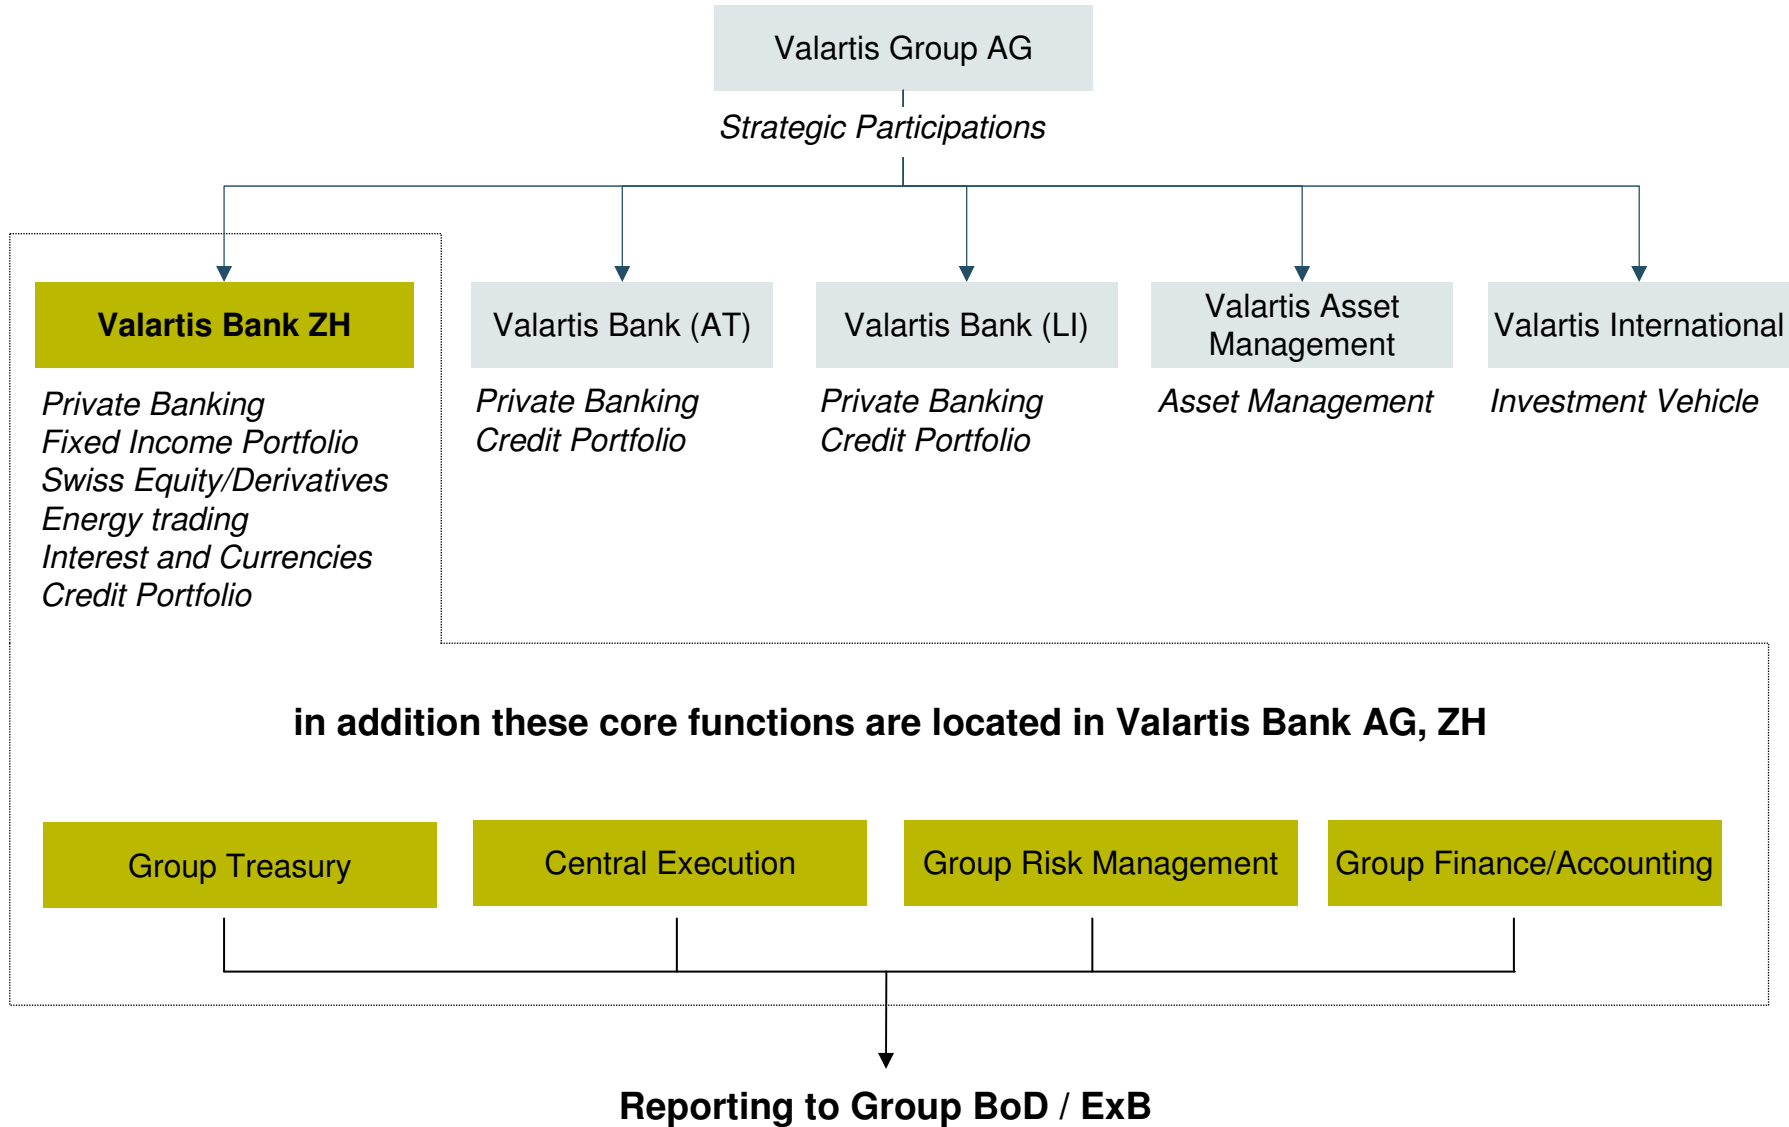 Valartis Group AG
Strategic Participations
Valartis Bank ZH
Private Banking
Fixed Income Portfolio
Swiss Equity/Derivatives
Energy trading
Interest and Currencies
Credit Portfolio
Valartis Bank (AT)
Private Banking
Credit Portfolio
Valartis Bank (LI)
Private Banking
Credit Portfolio
Valartis Asset
Management
Asset Management
Valartis International
Investment Vehicle
in addition these core functions are located in Valartis Bank AG, ZH
Group Treasury
Central Execution
Group Risk Management
Group Finance/Accounting
Reporting to Group BoD / ExB